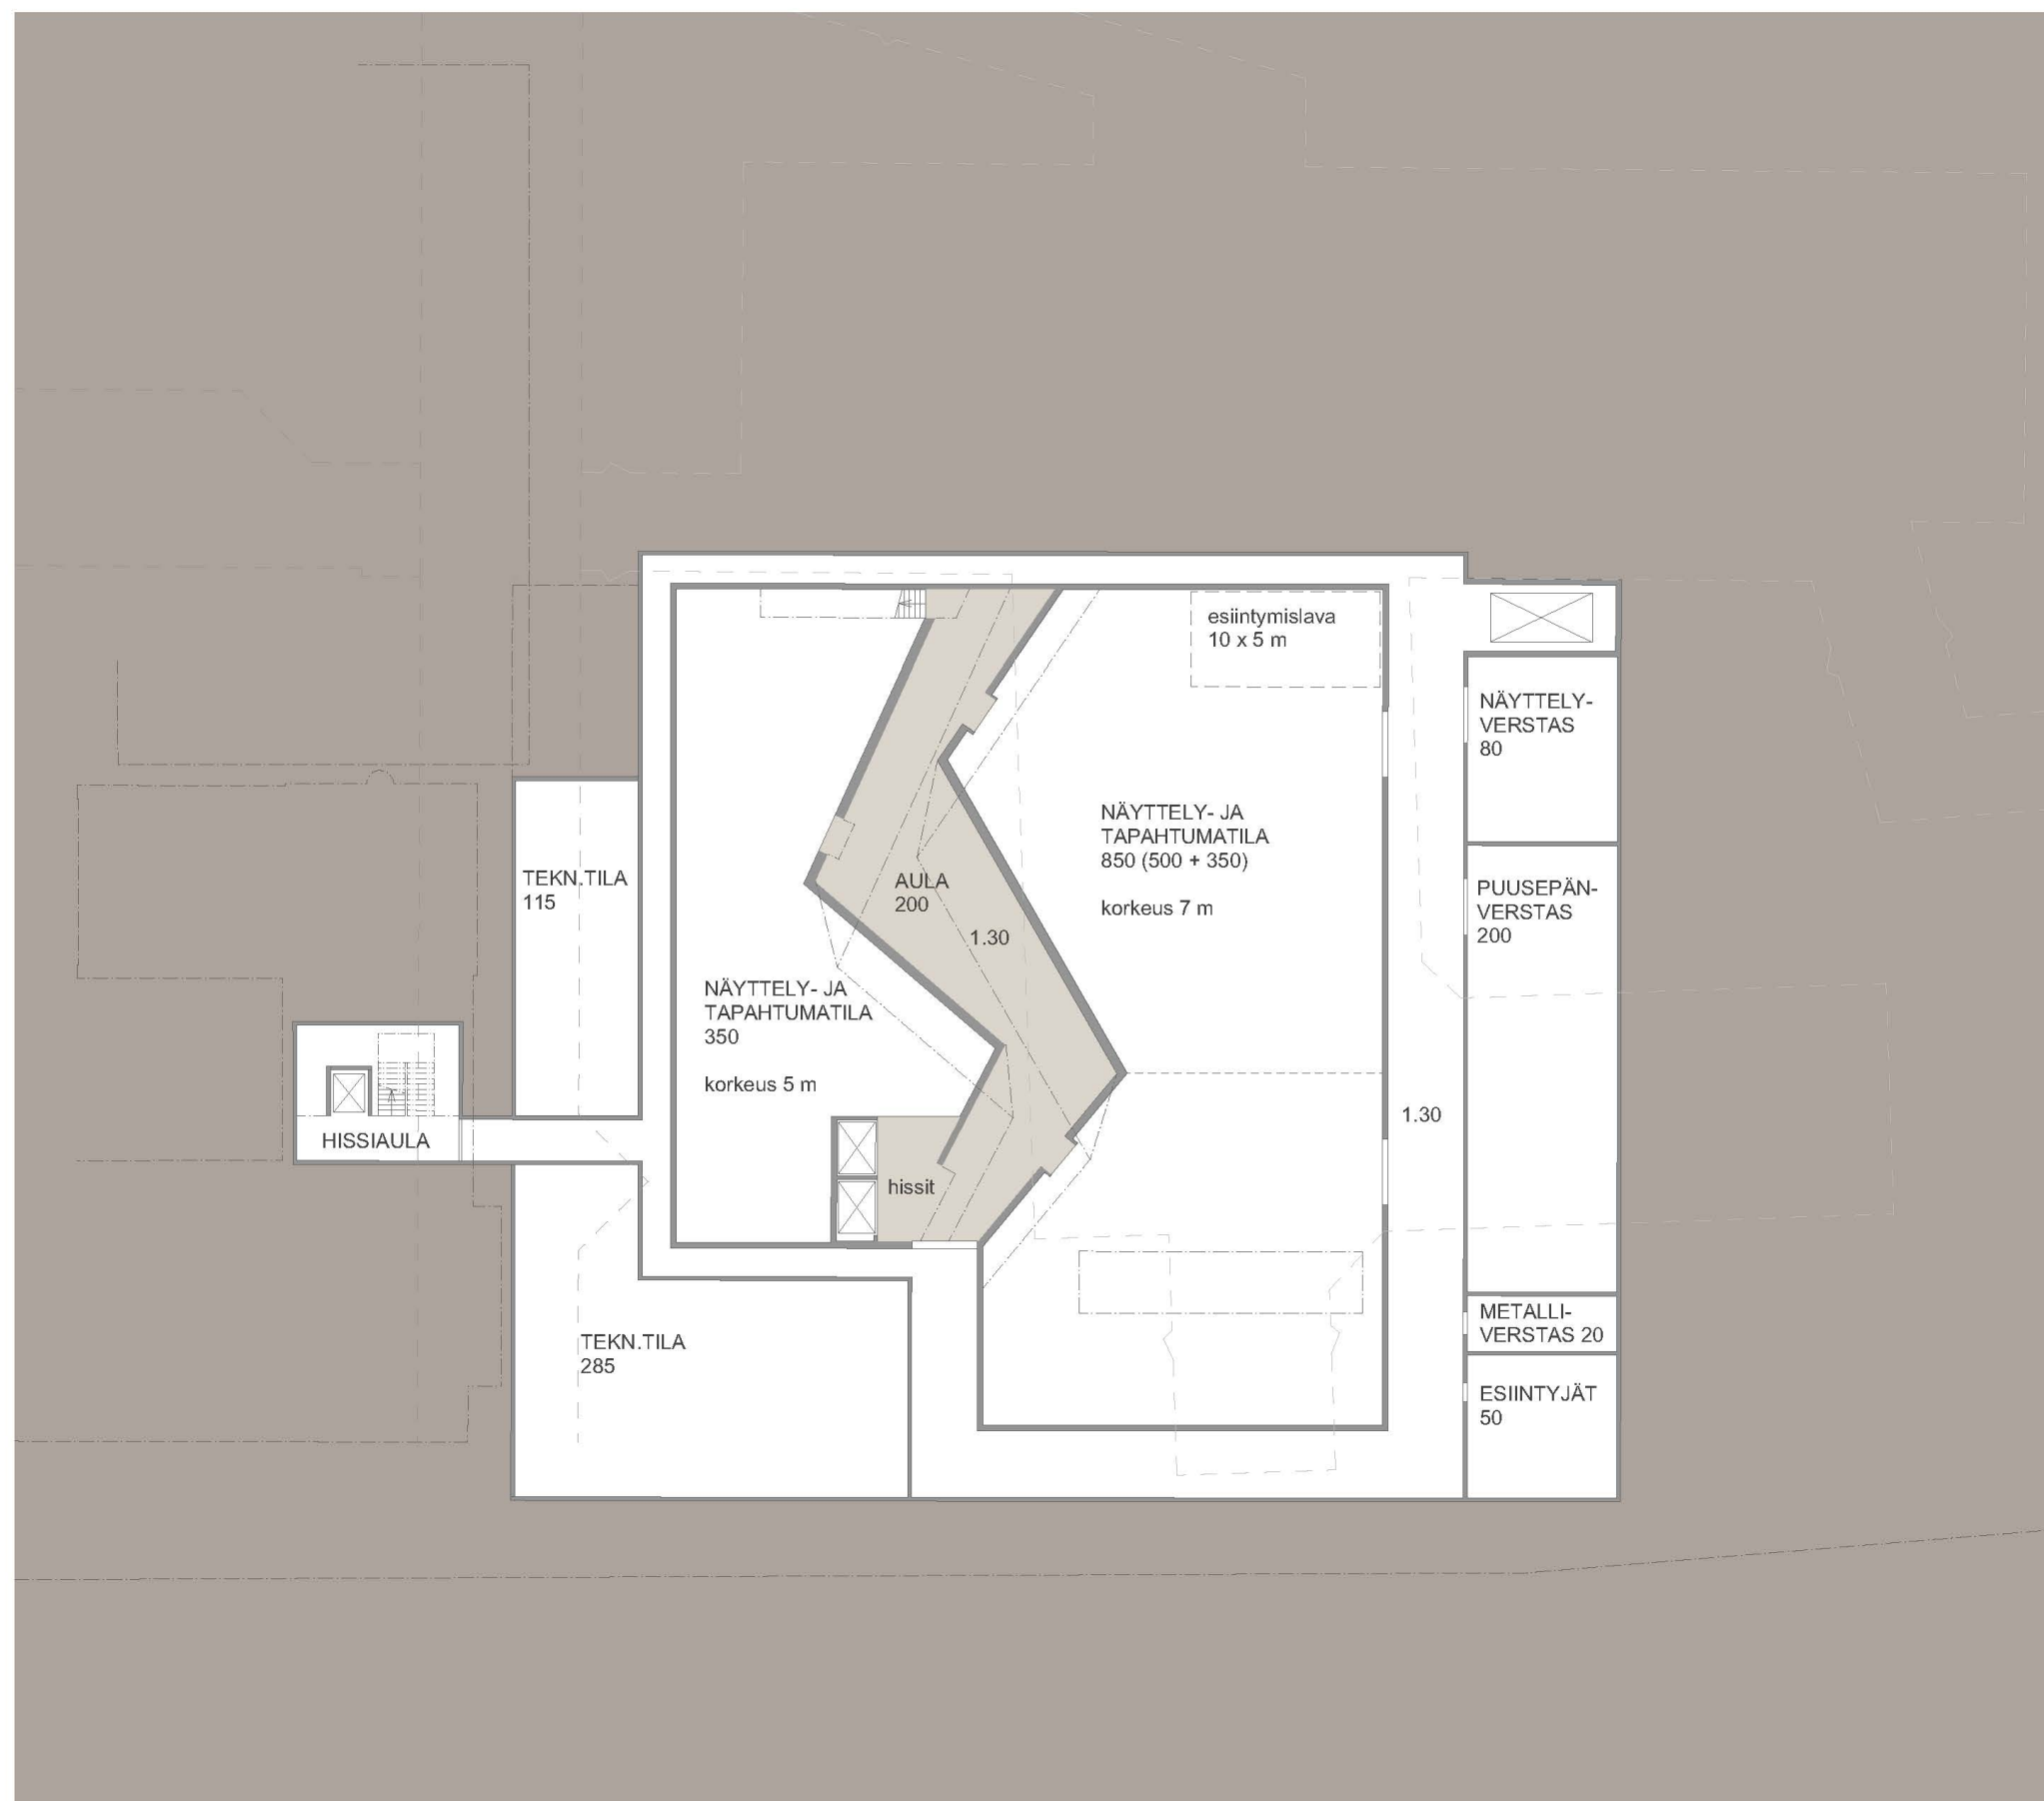 esiintymislava
10 x 5 m
NÄYTTELY-
VERSTAS
80
NÄYTTELY- JA
TAPAHTUMATILA
850 (500 + 350)
korkeus 7 m
TEKN.TILA
115
AULA
200
1.30
PUUSEPÄN-
VERSTAS
200
NÄYTTELY- JA
TAPAHTUMATILA
350
korkeus 5 m
1.30
HISSIAULA
hissit
TEKN.TILA
285
METALLI-
VERSTAS 20
ESIINTYJÄT
50